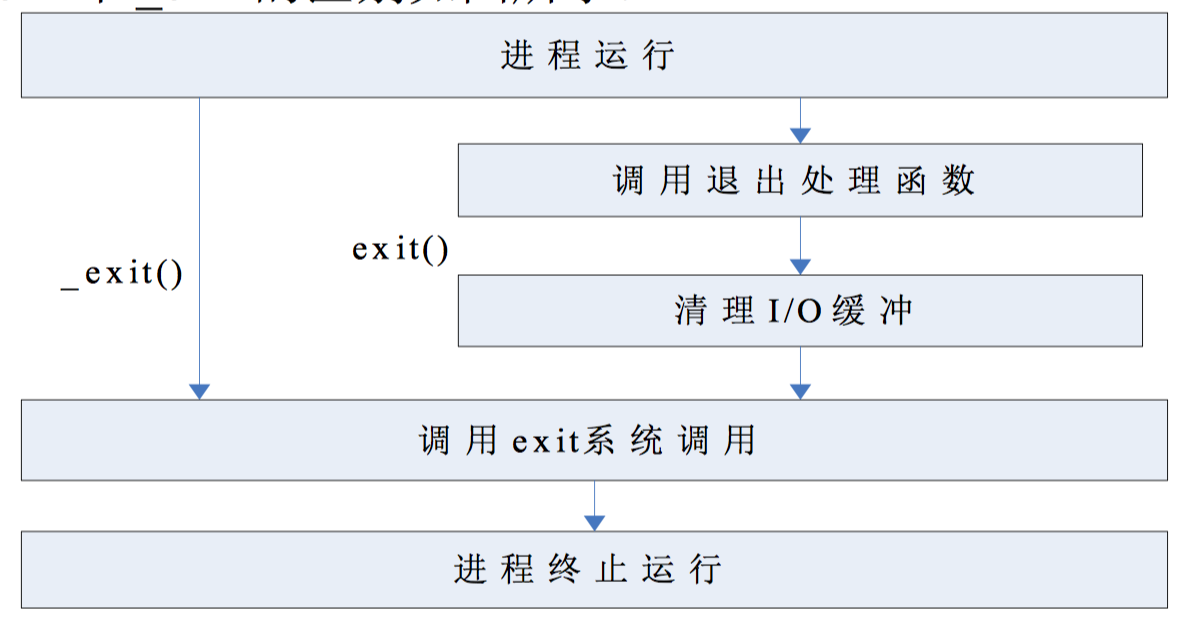 进程运行
调用退出处理函数
exit()
_exit()
清理I/O缓冲
调用exit系统调用
进程终止运行